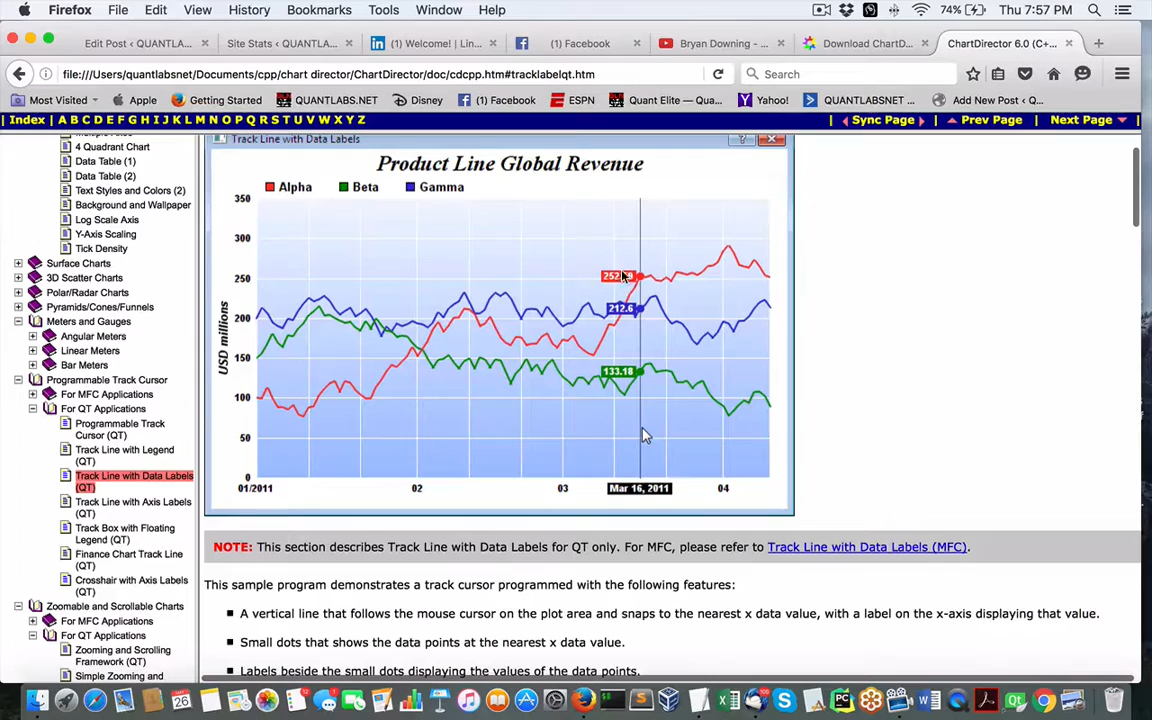 Firefox File Edit View History Bookmarks Tools Window Help 74% Thu 7:57 PM
Edit Post ‹ QUANTLA... × Site Stats ‹ QUANTL... × (1) Welcome! | Lin... × (1) Facebook × Bryan Downing - ... × Download ChartD... × ChartDirector 6.0 (C+... ×
file:///Users/quantlabsnet/Documents/cpp/chart director/ChartDirector/doc/cdcpp.htm#tracklabelqt.htm Search
Most Visited Apple Getting Started QUANTLABS.NET Disney (1) Facebook ESPN Quant Elite — Qua... Yahoo! QUANTLABSNET ... Add New Post ‹ Q...
Index A B C D E F G H I J K L M N O P Q R S T U V W X Y Z Sync Page Prev Page Next Page
4 Quadrant Chart
Data Table (1)
Data Table (2)
Text Styles and Colors (2)
Background and Wallpaper
Log Scale Axis
Y-Axis Scaling
Tick Density
Surface Charts
3D Scatter Charts
Polar/Radar Charts
Pyramids/Cones/Funnels
Meters and Gauges
Angular Meters
Linear Meters
Bar Meters
Programmable Track Cursor
For MFC Applications
For QT Applications
Programmable Track
Cursor (QT)
Track Line with Legend
(QT)
Track Line with Data Labels
(QT)
Track Line with Axis Labels
(QT)
Track Box with Floating
Legend (QT)
Finance Chart Track Line
(QT)
Crosshair with Axis Labels
(QT)
Zoomable and Scrollable Charts
For MFC Applications
For QT Applications
Zooming and Scrolling
Framework (QT)
Simple Zooming and
Track Line with Data Labels
Product Line Global Revenue
Alpha Beta Gamma
USD millions
350
300
250
200
150
100
50
0
212.6
133.18
01/2011 02 03 Mar 16, 2011 04
NOTE: This section describes Track Line with Data Labels for QT only. For MFC, please refer to Track Line with Data Labels (MFC).
This sample program demonstrates a track cursor programmed with the following features:
A vertical line that follows the mouse cursor on the plot area and snaps to the nearest x data value, with a label on the x-axis displaying that value.
Small dots that shows the data points at the nearest x data value.
Labels beside the small dots displaying the values of the data points.